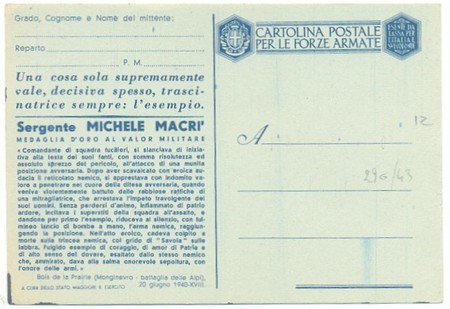 Grado, Cognome e Nome del mittente:
Reparto
P. M.
Una cosa sola supremamente
vale, decisiva spesso, trasci-
natrice sempre: l'esempio.
Sergente MICHELE MACRI'
MEDAGLIA D'ORO AL VALOR MILITARE
«Comandante di squadra fucilieri, si slanciava di inizia-
tiva alla testa dei suoi fanti, con somma risolutezza ed
assoluto sprezzo del pericolo, all'attacco di una munita
posizione avversaria. Dopo aver scavalcato con eroica au-
dacia il reticolato nemico, si apprestava con indomito va-
lore a penetrare nel cuore della difesa avversaria, quando
veniva violentemente battuto dalle rabbiose raffiche di
una mitragliatrice, che arrestava l'impeto travolgente dei
suoi uomini. Senza perdersi d'animo, infiammato di patrio
ardore, incitava i superstiti della squadra all'assalto, e
dandone per primo l'esempio, riduceva al silenzio, con ful-
mineo lancio di bombe a mano, l'arma nemica, raggiun-
gendo la posizione. Nell'alto eroico, cadeva colpito a
morte sulla trincea nemica, col grido di "Savoia" sulle
labbra. Fulgido esempio di coraggio, di amor di Patria e
di alto senso del dovere, esaltato dallo stesso nemico
che, ammirato, dava alla salma onorevole sepoltura, con
l'onore delle armi.»
Bois de la Prairie (Monginevro - battaglia delle Alpi),
20 giugno 1940-XVIII.
A CURA DELLO STATO MAGGIORE R. ESERCITO
CARTOLINA POSTALE
PER LE FORZE ARMATE
A
12
296/43